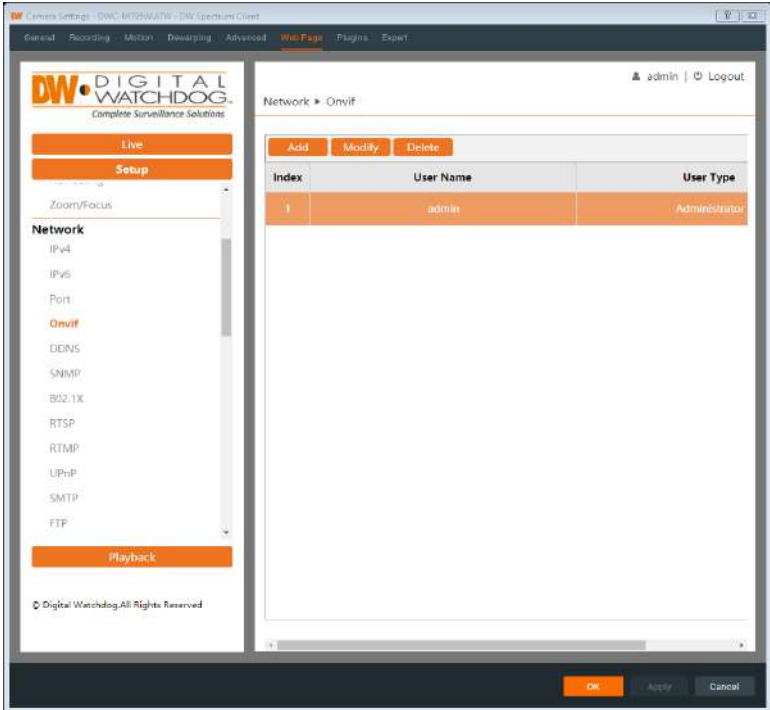 Camera Settings - DWC-MT95WiATW - DW Spectrum Client
General Recording Motion Dewarping Advanced Web Page Plugins Expert
DW DIGITAL
WATCHDOG
Complete Surveillance Solutions
admin | Logout
Network Onvif
Live
Setup
Add Modify Delete
Index User Name User Type
1 admin Administrator
Zoom/Focus
Network
IPv4
IPv6
Port
Onvif
DDNS
SNMP
802.1X
RTSP
RTMP
UPnP
SMTP
FTP
Playback
© Digital Watchdog.All Rights Reserved
OK Apply Cancel